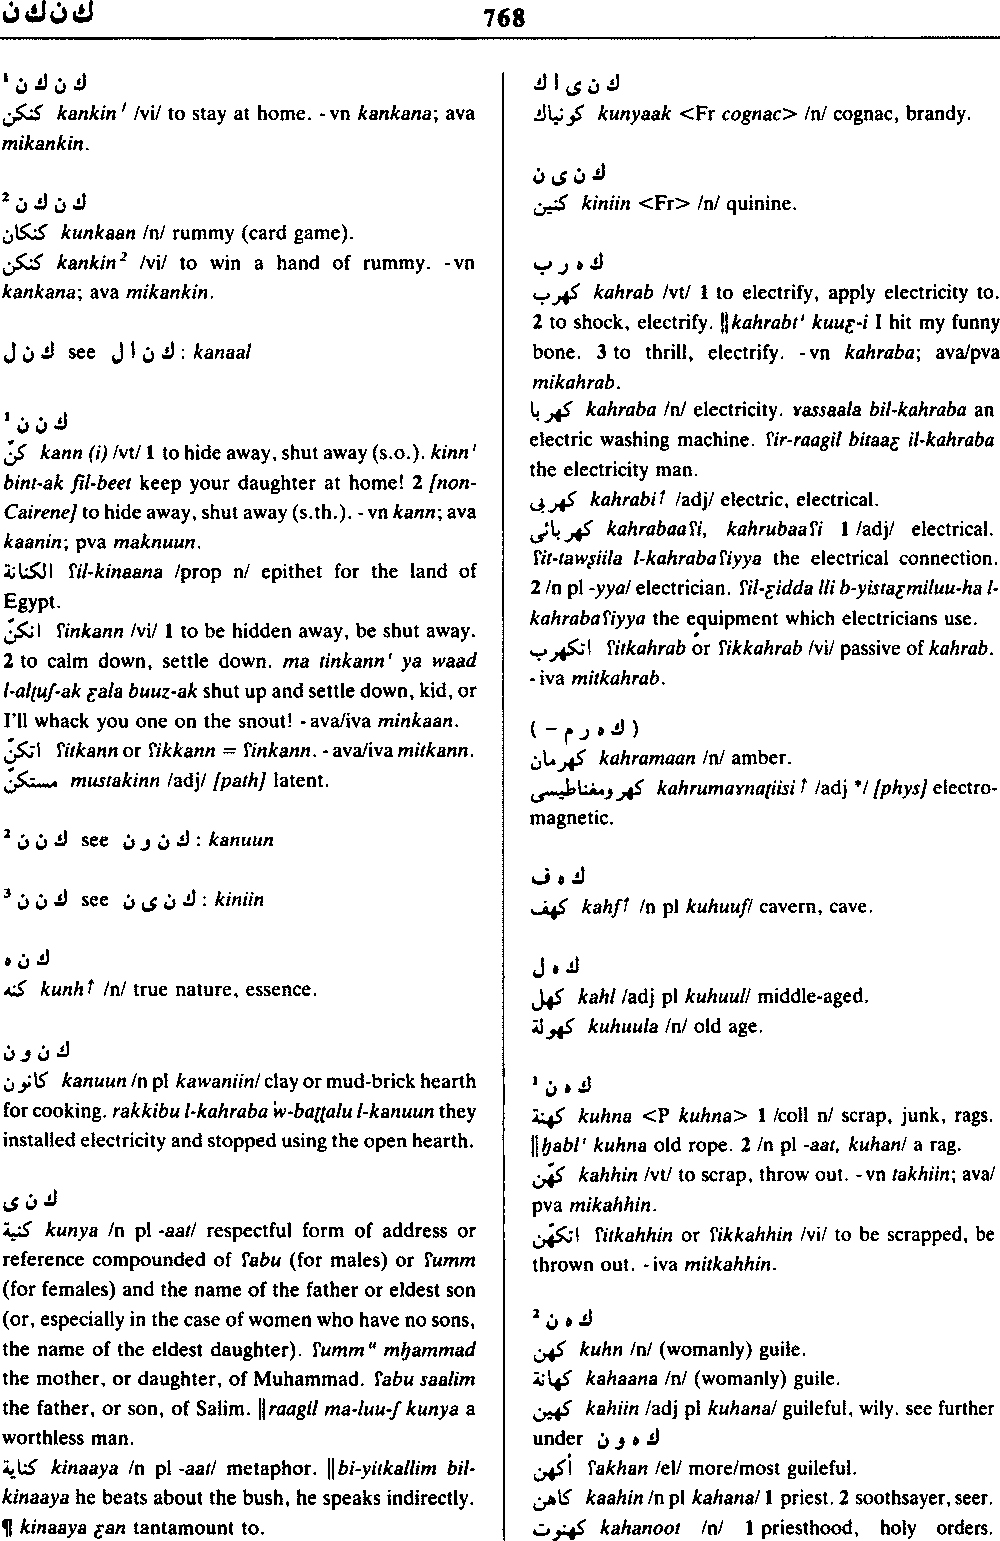 ك ن ك ن
768
ك ن ك ن ¹
كنكن kankin¹ /vi/ to stay at home. -vn kankana; ava
mikankin.
ك ن ك ن ²
كنكان kunkaan /n/ rummy (card game).
كنكن kankin² /vi/ to win a hand of rummy. -vn
kankana; ava mikankin.
ك ن ل see ك ن ا ل : kanaal
ك ن ن ¹
كنّ kann (i) /vt/ 1 to hide away, shut away (s.o.). kinn¹
bint-ak fil-beet keep your daughter at home! 2 [non-
Cairene] to hide away, shut away (s.th.). -vn kann; ava
kaanin; pva maknuun.
الكنانة ʕil-kinaana /prop n/ epithet for the land of
Egypt.
انكنّ ʕinkann /vi/ 1 to be hidden away, be shut away.
2 to calm down, settle down. ma tinkann¹ ya waad
l-alṭuʃ-ak ɛala buuz-ak shut up and settle down, kid, or
I'll whack you one on the snout! -ava/iva minkaan.
اتكنّ ʕitkann or ʕikkann = ʕinkann. -ava/iva mitkann.
مستكنّ mustakinn /adj/ [path] latent.
ك ن ن ² see ك ن و ن : kanuun
ك ن ن ³ see ك ن ى ن : kiniin
ك ن ه
كنه kunh↑ /n/ true nature, essence.
ك ن و ن
كانون kanuun /n pl kawaniin/ clay or mud-brick hearth
for cooking. rakkibu l-kahraba w-baṭṭalu l-kanuun they
installed electricity and stopped using the open hearth.
ك ن ى
كنية kunya /n pl -aat/ respectful form of address or
reference compounded of ʕabu (for males) or ʕumm
(for females) and the name of the father or eldest son
(or, especially in the case of women who have no sons,
the name of the eldest daughter). ʕummᵘ mḥammad
the mother, or daughter, of Muhammad. ʕabu saalim
the father, or son, of Salim. ‖raagil ma-luu-ʃ kunya a
worthless man.
كناية kinaaya /n pl -aat/ metaphor. ‖bi-yitkallim bil-
kinaaya he beats about the bush, he speaks indirectly.
¶ kinaaya ɛan tantamount to.
ك ن ى ا ك
كونياك kunyaak <Fr cognac> /n/ cognac, brandy.
ك ن ى ن
كنين kiniin <Fr> /n/ quinine.
ك ه ر ب
كهرب kahrab /vt/ 1 to electrify, apply electricity to.
2 to shock, electrify. ‖kahrabt¹ kuuɛ-i I hit my funny
bone. 3 to thrill, electrify. -vn kahraba; ava/pva
mikahrab.
كهربا kahraba /n/ electricity. ɣassaala bil-kahraba an
electric washing machine. ʕir-raagil bitaaɛ il-kahraba
the electricity man.
كهربى kahrabi↑ /adj/ electric, electrical.
كهربائى kahrabaaʕi, kahrubaaʕi 1 /adj/ electrical.
ʕit-tawṣiila l-kahrabaʕiyya the electrical connection.
2 /n pl -yya/ electrician. ʕil-ɛidda lli b-yistaɛmiluu-ha l-
kahrabaʕiyya the equipment which electricians use.
اتكهرب ʕitkahrab or ʕikkahrab /vi/ passive of kahrab.
-iva mitkahrab.
( ك ه ر م – )
كهرمان kahramaan /n/ amber.
كهرومغناطيسى kahrumaɣnaṭiisi↑ /adj */ [phys] electro-
magnetic.
ك ه ف
كهف kahf↑ /n pl kuhuuf/ cavern, cave.
ك ه ل
كهل kahl /adj pl kuhuul/ middle-aged.
كهولة kuhuula /n/ old age.
ك ه ن ¹
كهنة kuhna <P kuhna> 1 /coll n/ scrap, junk, rags.
‖ḥabl¹ kuhna old rope. 2 /n pl -aat, kuhan/ a rag.
كهّن kahhin /vt/ to scrap, throw out. -vn takhiin; ava/
pva mikahhin.
اتكهّن ʕitkahhin or ʕikkahhin /vi/ to be scrapped, be
thrown out. -iva mitkahhin.
ك ه ن ²
كهن kuhn /n/ (womanly) guile.
كهانة kahaana /n/ (womanly) guile.
كهين kahiin /adj pl kuhana/ guileful, wily. see further
under ك ه و ن
أكهن ʕakhan /el/ more/most guileful.
كاهن kaahin /n pl kahana/ 1 priest. 2 soothsayer, seer.
كهنوت kahanoot /n/ 1 priesthood, holy orders.